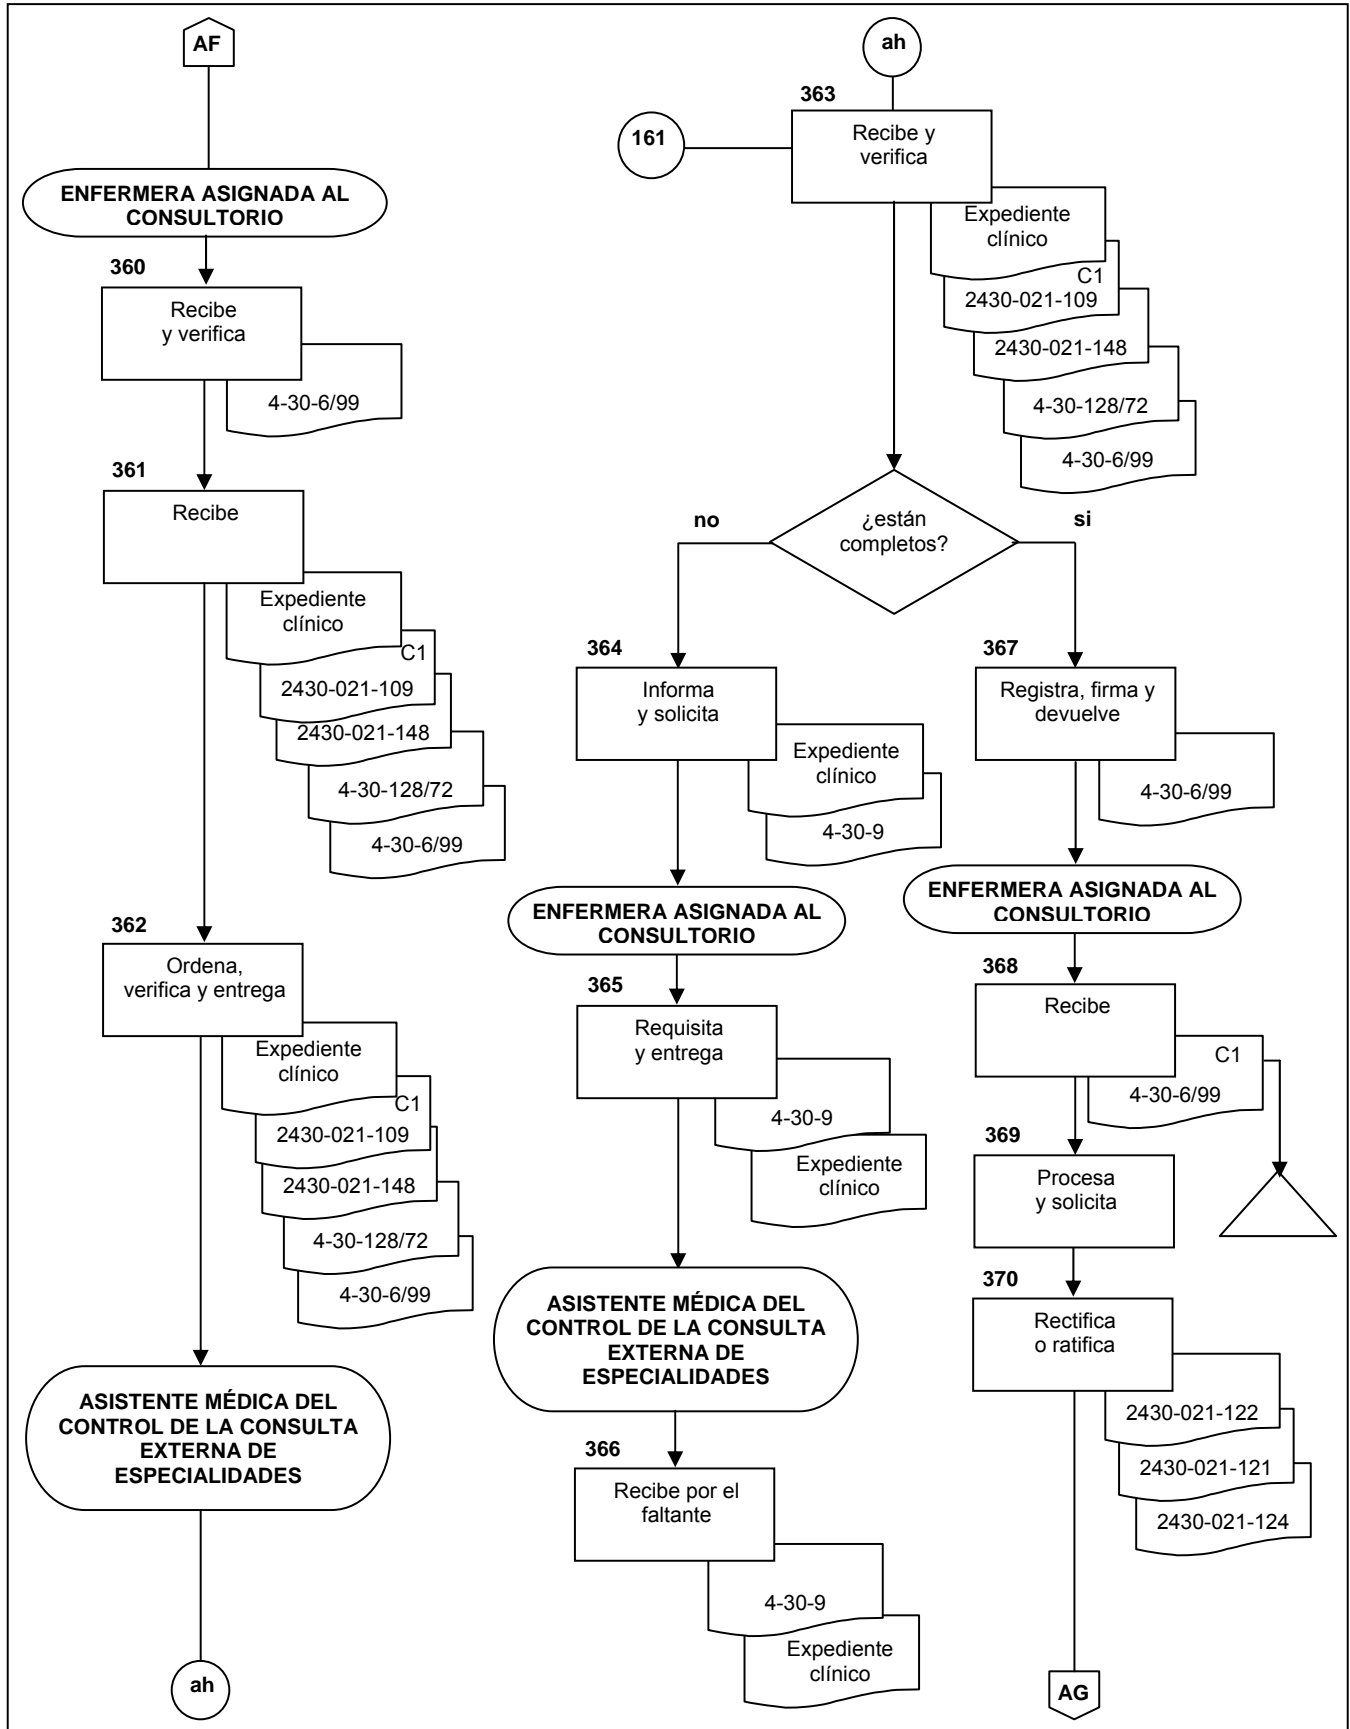 AF
ENFERMERA ASIGNADA AL
CONSULTORIO
360
Recibe
y verifica
4-30-6/99
361
Recibe
Expediente
clínico
C1
2430-021-109
2430-021-148
4-30-128/72
4-30-6/99
362
Ordena,
verifica y entrega
Expediente
clínico
C1
2430-021-109
2430-021-148
4-30-128/72
4-30-6/99
ASISTENTE MÉDICA DEL
CONTROL DE LA CONSULTA
EXTERNA DE
ESPECIALIDADES
ah
ah
363
161
Recibe y
verifica
Expediente
clínico
C1
2430-021-109
2430-021-148
4-30-128/72
4-30-6/99
¿están
completos?
no
si
364
Informa
y solicita
Expediente
clínico
4-30-9
ENFERMERA ASIGNADA AL
CONSULTORIO
365
Requisita
y entrega
4-30-9
Expediente
clínico
ASISTENTE MÉDICA DEL
CONTROL DE LA CONSULTA
EXTERNA DE
ESPECIALIDADES
366
Recibe por el
faltante
4-30-9
Expediente
clínico
367
Registra, firma y
devuelve
4-30-6/99
ENFERMERA ASIGNADA AL
CONSULTORIO
368
Recibe
C1
4-30-6/99
369
Procesa
y solicita
370
Rectifica
o ratifica
2430-021-122
2430-021-121
2430-021-124
AG